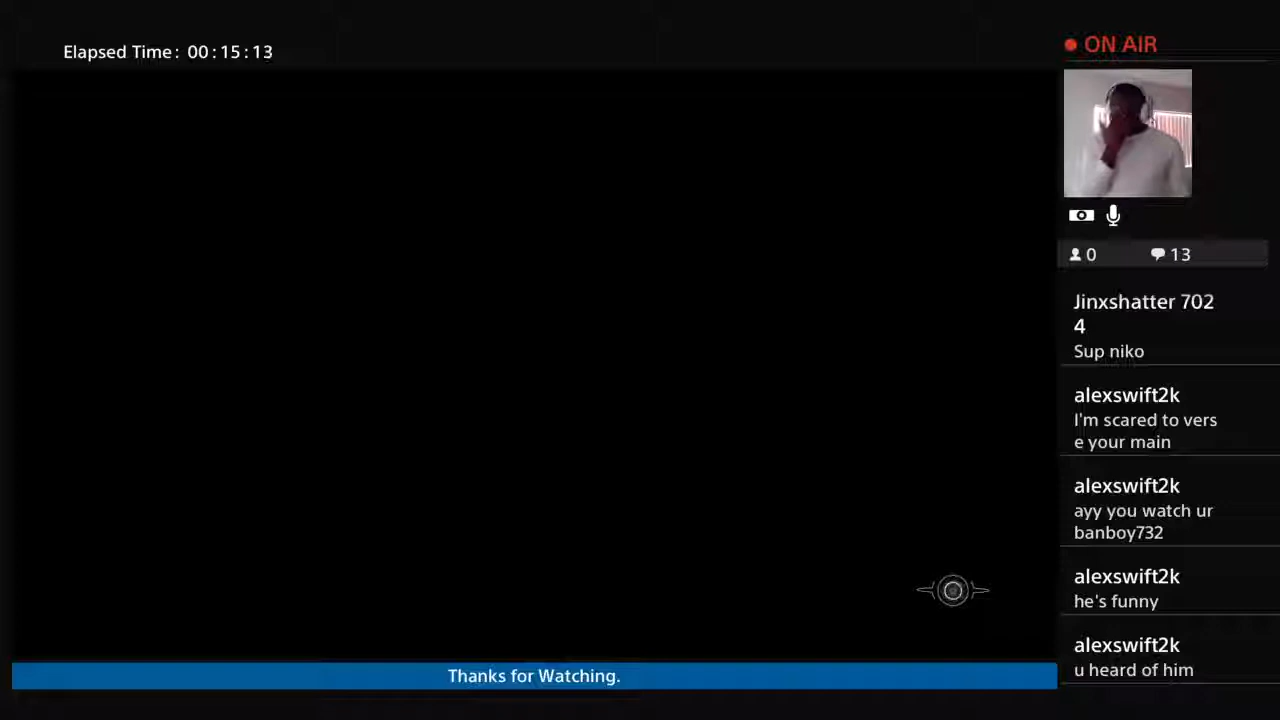 Elapsed Time: 00:15:13
ON AIR
0 13
Jinxshatter 702
4
Sup niko
alexswift2k
I'm scared to vers
e your main
alexswift2k
ayy you watch ur
banboy732
alexswift2k
he's funny
alexswift2k
u heard of him
Thanks for Watching.